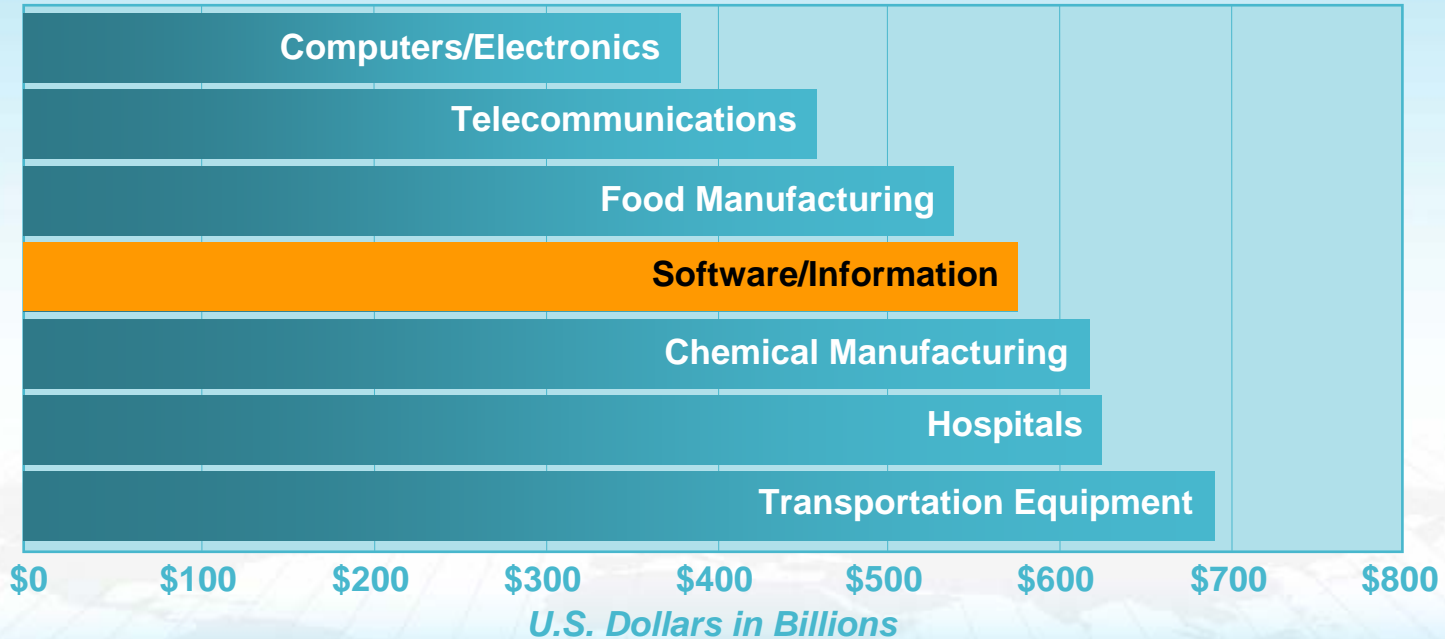 Computers/Electronics
Telecommunications
Food Manufacturing
Software/Information
Chemical Manufacturing
Hospitals
Transportation Equipment
$0 $100 $200 $300 $400 $500 $600 $700 $800
U.S. Dollars in Billions